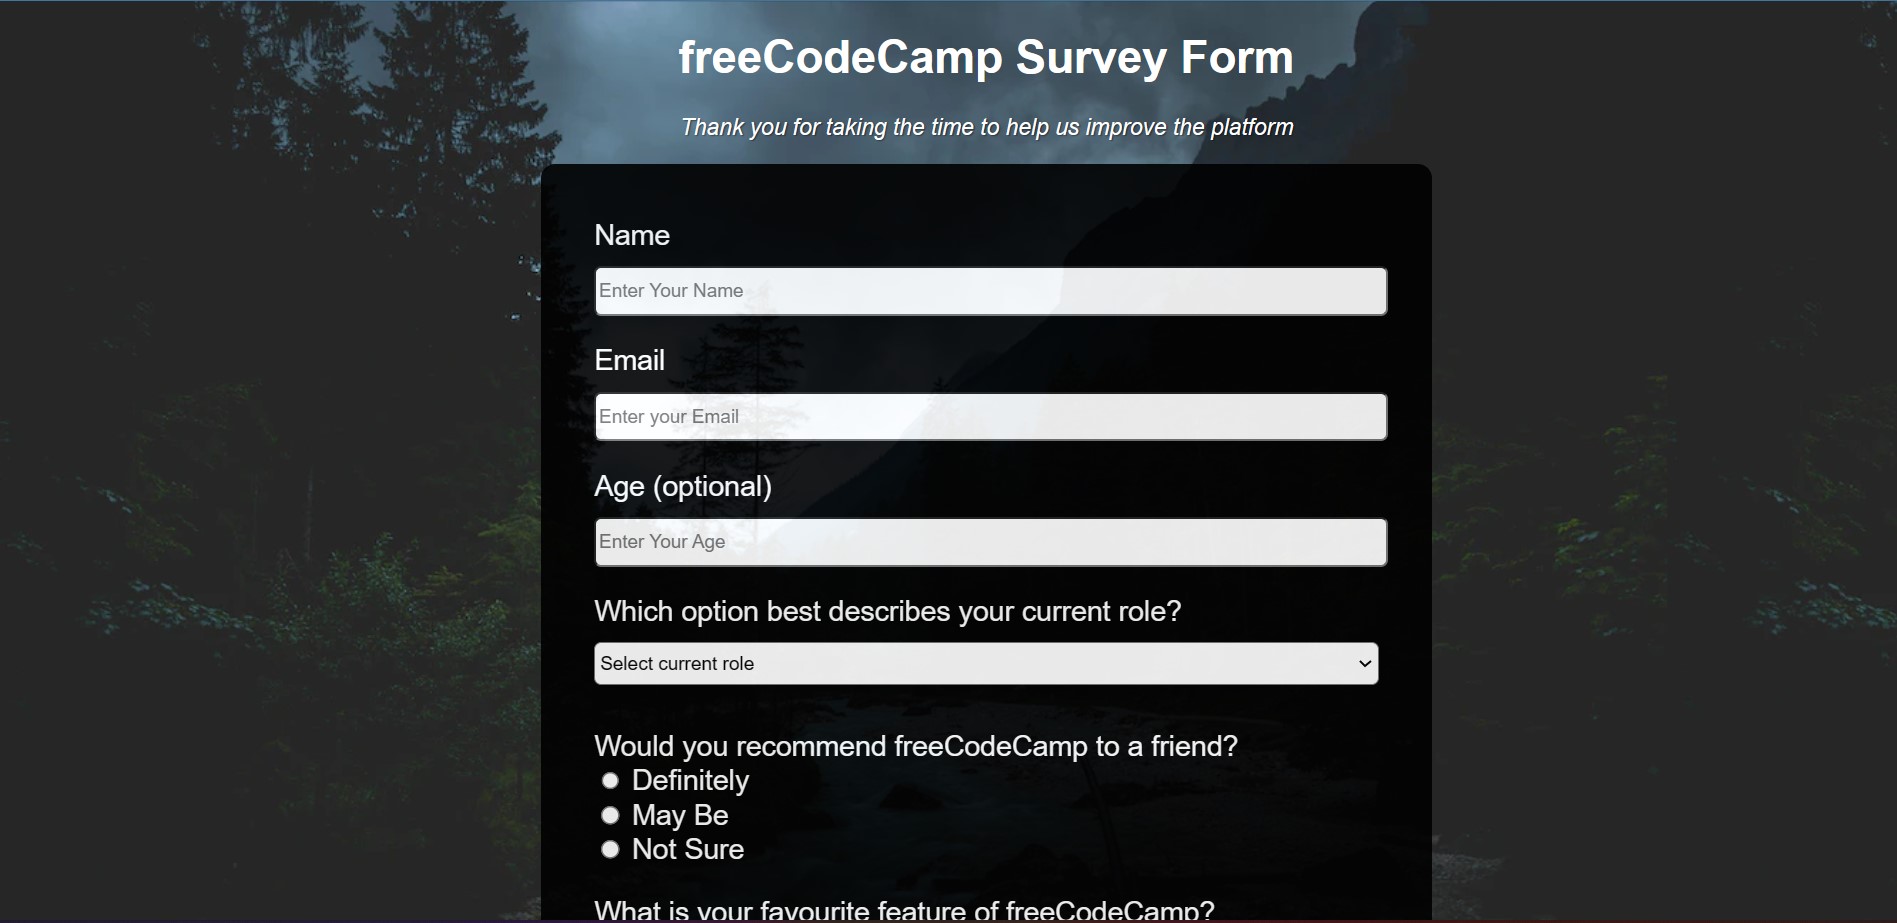 freeCodeCamp Survey Form
Thank you for taking the time to help us improve the platform
Name
Enter Your Name
Email
Enter your Email
Age (optional)
Enter Your Age
Which option best describes your current role?
Select current role
Would you recommend freeCodeCamp to a friend?
Definitely
May Be
Not Sure
What is your favourite feature of freeCodeCamp?